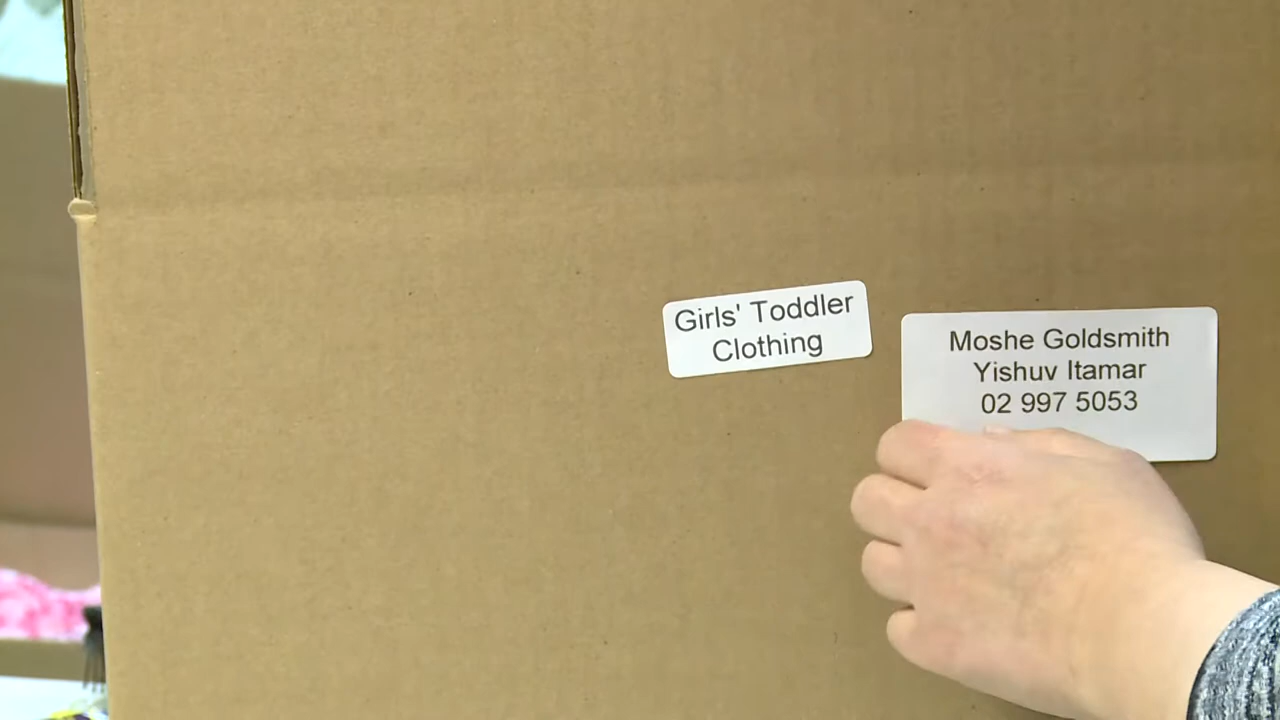 Girls' Toddler
Clothing
Moshe Goldsmith
Yishuv Itamar
02 997 5053